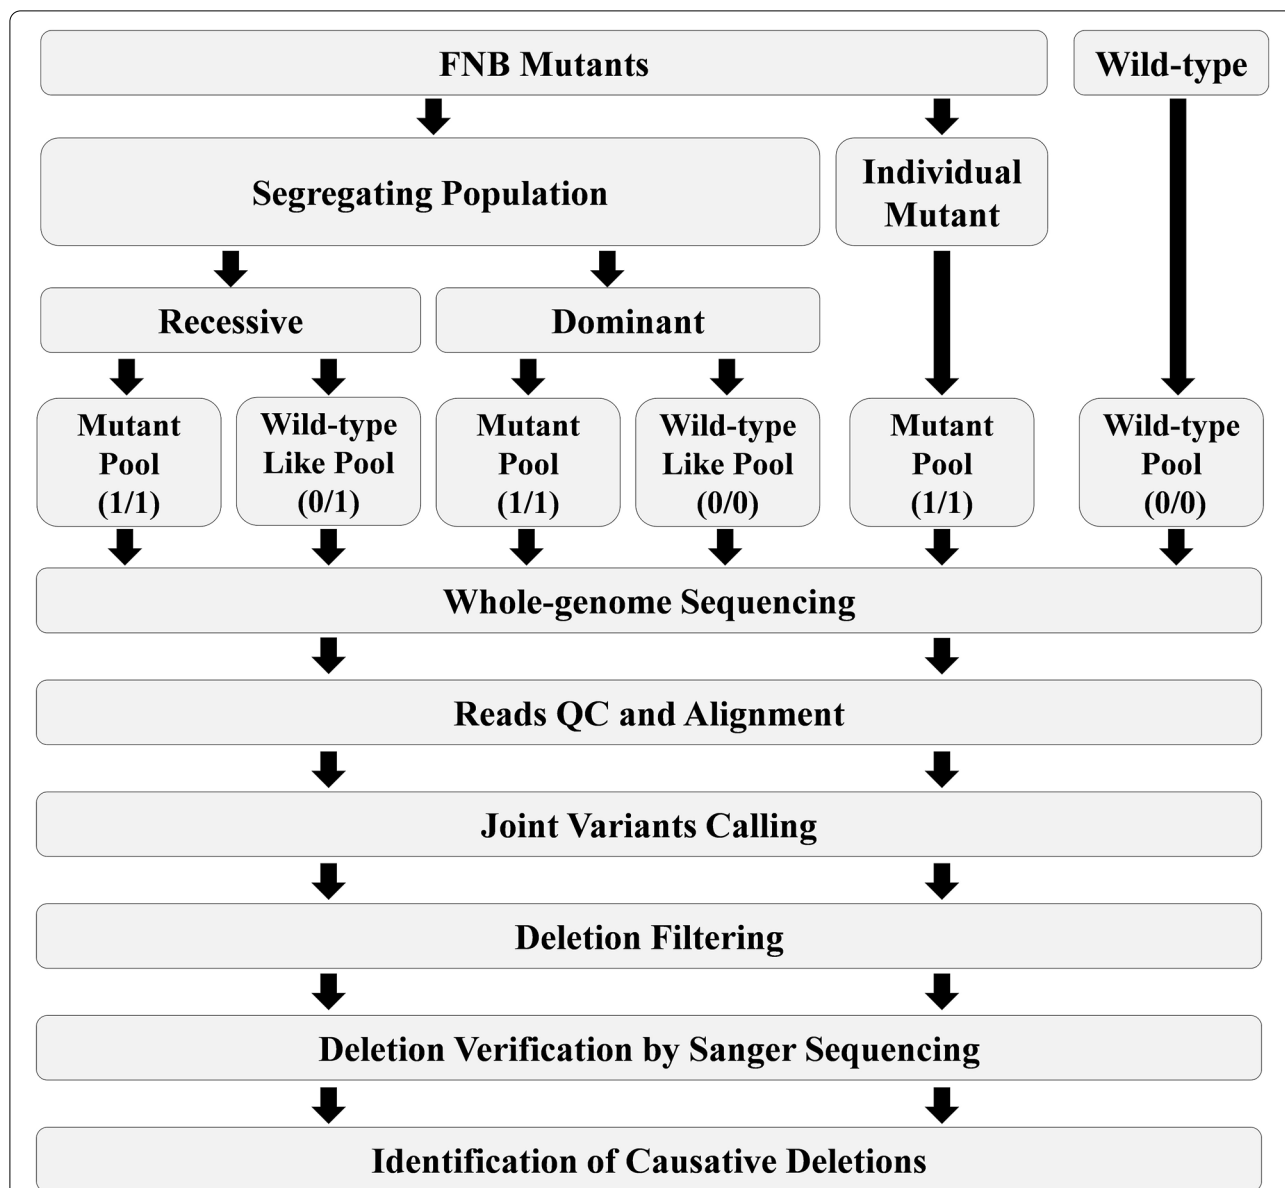 FNB Mutants
Wild-type
Segregating Population
Individual
Mutant
Recessive
Dominant
Mutant
Pool
(1/1)
Wild-type
Like Pool
(0/1)
Mutant
Pool
(1/1)
Wild-type
Like Pool
(0/0)
Mutant
Pool
(1/1)
Wild-type
Pool
(0/0)
Whole-genome Sequencing
Reads QC and Alignment
Joint Variants Calling
Deletion Filtering
Deletion Verification by Sanger Sequencing
Identification of Causative Deletions